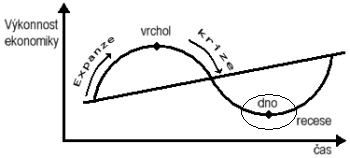 Výkonnost
ekonomiky
vrchol
Expanze
krize
dno
recese
čas